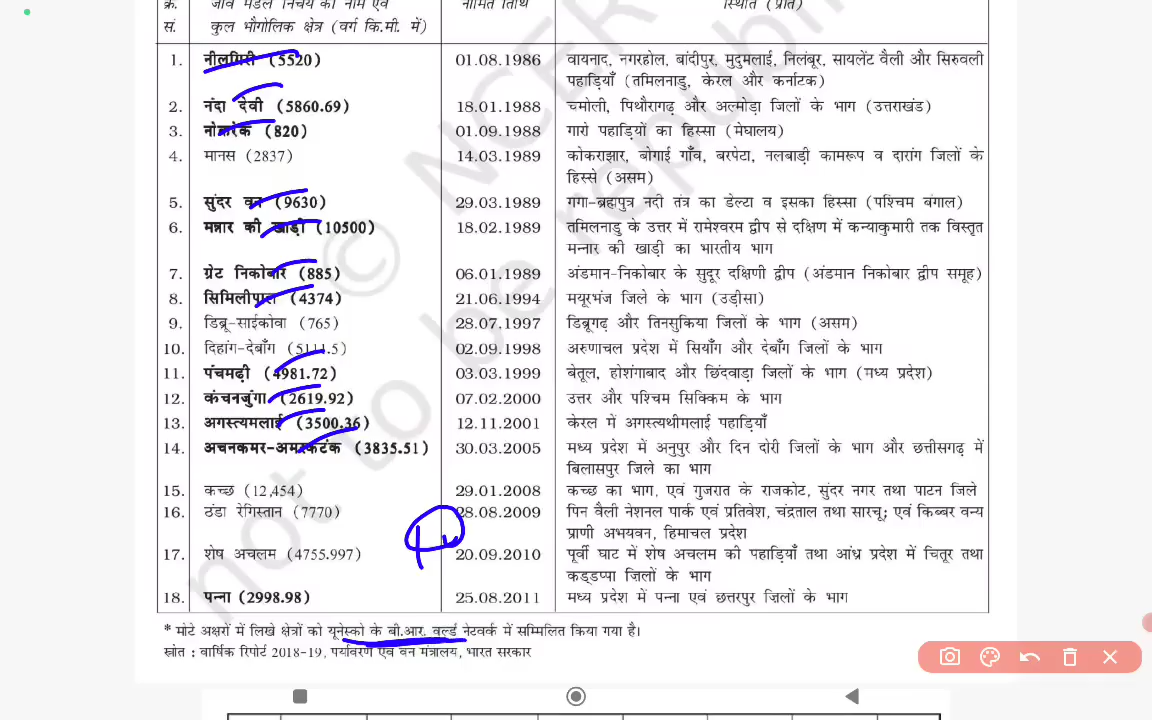 क्र. जीव मंडल निचय का नाम एवं नामित तिथि स्थिति (प्रांत)
सं. कुल भौगोलिक क्षेत्र (वर्ग कि.मी. में)
1. नीलगिरी (5520) 01.08.1986 वायनाद, नगरहोल, बांदीपुर, मुदुमलाई, निलंबूर, सायलेंट वैली और सिरुवली
पहाड़ियाँ (तमिलनाडु, केरल और कर्नाटक)
2. नंदा देवी (5860.69) 18.01.1988 चमोली, पिथौरागढ़ और अल्मोड़ा जिलों के भाग (उत्तराखंड)
3. नोकरेक (820) 01.09.1988 गारो पहाड़ियों का हिस्सा (मेघालय)
4. मानस (2837) 14.03.1989 कोकराझार, बोगाई गाँव, बरपेटा, नलबाड़ी कामरूप व दारांग जिलों के
हिस्से (असम)
5. सुंदर वन (9630) 29.03.1989 गंगा-ब्रह्मपुत्र नदी तंत्र का डेल्टा व इसका हिस्सा (पश्चिम बंगाल)
6. मन्नार की खाड़ी (10500) 18.02.1989 तमिलनाडु के उत्तर में रामेश्वरम द्वीप से दक्षिण में कन्याकुमारी तक विस्तृत
मन्नार की खाड़ी का भारतीय भाग
7. ग्रेट निकोबार (885) 06.01.1989 अंडमान-निकोबार के सुदूर दक्षिणी द्वीप (अंडमान निकोबार द्वीप समूह)
8. सिमिलीपाल (4374) 21.06.1994 मयूरभंज जिले के भाग (उड़ीसा)
9. डिब्रू-साईकोवा (765) 28.07.1997 डिब्रूगढ़ और तिनसुकिया जिलों के भाग (असम)
10. दिहांग-देबाँग (5111.5) 02.09.1998 अरुणाचल प्रदेश में सियाँग और देबाँग जिलों के भाग
11. पंचमढ़ी (4981.72) 03.03.1999 बेतूल, होशंगाबाद और छिंदवाड़ा जिलों के भाग (मध्य प्रदेश)
12. कंचनजुंगा (2619.92) 07.02.2000 उत्तर और पश्चिम सिक्किम के भाग
13. अगस्त्यमलाई (3500.36) 12.11.2001 केरल में अगस्त्यथीमलाई पहाड़ियाँ
14. अचनकमर-अमरकटंक (3835.51) 30.03.2005 मध्य प्रदेश में अनुपुर और दिन दोरी जिलों के भाग और छत्तीसगढ़ में
बिलासपुर जिले का भाग
15. कच्छ (12,454) 29.01.2008 कच्छ का भाग, एवं गुजरात के राजकोट, सुंदर नगर तथा पाटन जिले
16. ठंडा रेगिस्तान (7770) 28.08.2009 पिन वैली नेशनल पार्क एवं प्रतिवेश, चंद्रताल तथा सारचू; एवं किब्बर वन्य
प्राणी अभयवन, हिमाचल प्रदेश
17. शेष अचलम (4755.997) 20.09.2010 पूर्वी घाट में शेष अचलम की पहाड़ियाँ तथा आंध्र प्रदेश में चितूर तथा
कड्डप्पा जिलों के भाग
18. पन्ना (2998.98) 25.08.2011 मध्य प्रदेश में पन्ना एवं छत्तरपुर ज़िलों के भाग
* मोटे अक्षरों में लिखे क्षेत्रों को यूनेस्को के बी.आर. वर्ल्ड नेटवर्क में सम्मिलित किया गया है।
स्रोत : वार्षिक रिपोर्ट 2018-19, पर्यावरण एवं वन मंत्रालय, भारत सरकार
© NCER
not to be republi